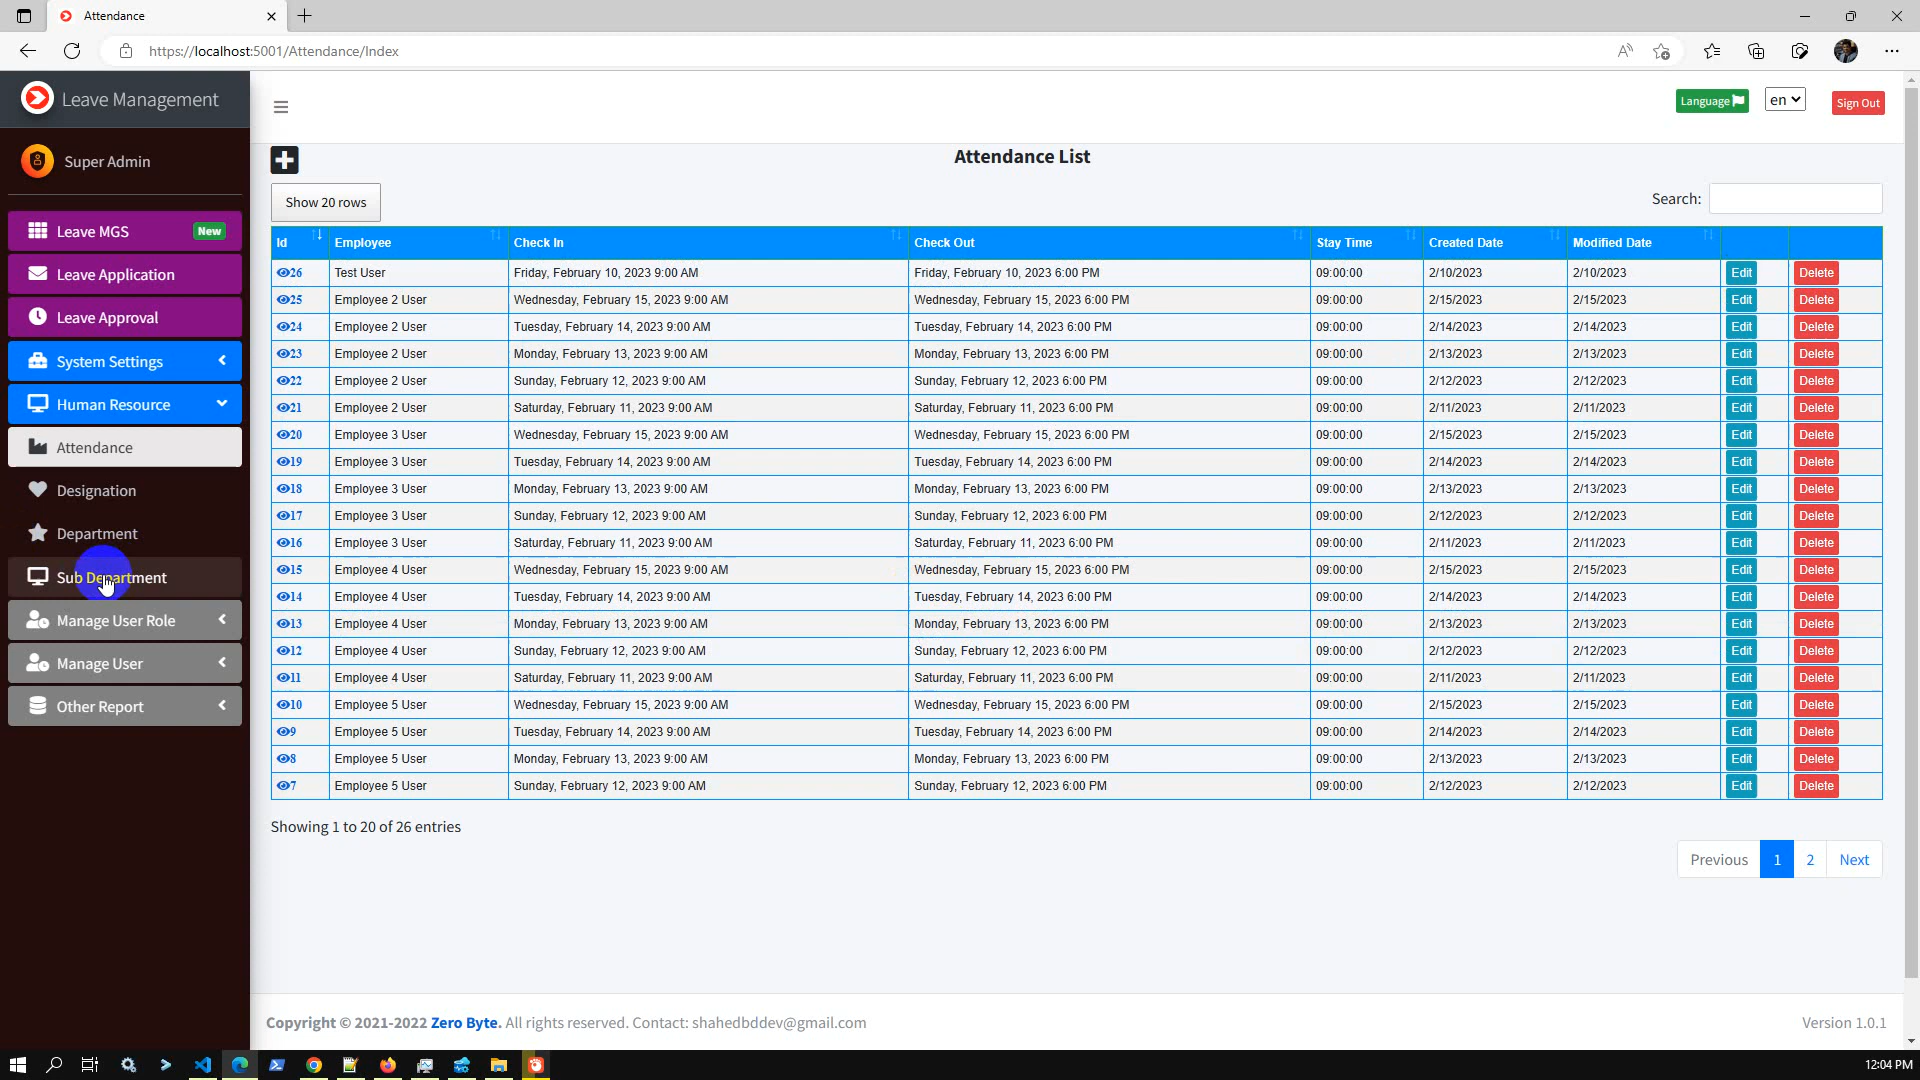 Attendance
https://localhost:5001/Attendance/Index
Leave Management
Language
en
Sign Out
Super Admin
Leave MGS New
Leave Application
Leave Approval
System Settings
Human Resource
Attendance
Designation
Department
Sub Department
Manage User Role
Manage User
Other Report
Attendance List
Show 20 rows
Search:
Id Employee Check In Check Out Stay Time Created Date Modified Date
26 Test User Friday, February 10, 2023 9:00 AM Friday, February 10, 2023 6:00 PM 09:00:00 2/10/2023 2/10/2023 Edit Delete
25 Employee 2 User Wednesday, February 15, 2023 9:00 AM Wednesday, February 15, 2023 6:00 PM 09:00:00 2/15/2023 2/15/2023 Edit Delete
24 Employee 2 User Tuesday, February 14, 2023 9:00 AM Tuesday, February 14, 2023 6:00 PM 09:00:00 2/14/2023 2/14/2023 Edit Delete
23 Employee 2 User Monday, February 13, 2023 9:00 AM Monday, February 13, 2023 6:00 PM 09:00:00 2/13/2023 2/13/2023 Edit Delete
22 Employee 2 User Sunday, February 12, 2023 9:00 AM Sunday, February 12, 2023 6:00 PM 09:00:00 2/12/2023 2/12/2023 Edit Delete
21 Employee 2 User Saturday, February 11, 2023 9:00 AM Saturday, February 11, 2023 6:00 PM 09:00:00 2/11/2023 2/11/2023 Edit Delete
20 Employee 3 User Wednesday, February 15, 2023 9:00 AM Wednesday, February 15, 2023 6:00 PM 09:00:00 2/15/2023 2/15/2023 Edit Delete
19 Employee 3 User Tuesday, February 14, 2023 9:00 AM Tuesday, February 14, 2023 6:00 PM 09:00:00 2/14/2023 2/14/2023 Edit Delete
18 Employee 3 User Monday, February 13, 2023 9:00 AM Monday, February 13, 2023 6:00 PM 09:00:00 2/13/2023 2/13/2023 Edit Delete
17 Employee 3 User Sunday, February 12, 2023 9:00 AM Sunday, February 12, 2023 6:00 PM 09:00:00 2/12/2023 2/12/2023 Edit Delete
16 Employee 3 User Saturday, February 11, 2023 9:00 AM Saturday, February 11, 2023 6:00 PM 09:00:00 2/11/2023 2/11/2023 Edit Delete
15 Employee 4 User Wednesday, February 15, 2023 9:00 AM Wednesday, February 15, 2023 6:00 PM 09:00:00 2/15/2023 2/15/2023 Edit Delete
14 Employee 4 User Tuesday, February 14, 2023 9:00 AM Tuesday, February 14, 2023 6:00 PM 09:00:00 2/14/2023 2/14/2023 Edit Delete
13 Employee 4 User Monday, February 13, 2023 9:00 AM Monday, February 13, 2023 6:00 PM 09:00:00 2/13/2023 2/13/2023 Edit Delete
12 Employee 4 User Sunday, February 12, 2023 9:00 AM Sunday, February 12, 2023 6:00 PM 09:00:00 2/12/2023 2/12/2023 Edit Delete
11 Employee 4 User Saturday, February 11, 2023 9:00 AM Saturday, February 11, 2023 6:00 PM 09:00:00 2/11/2023 2/11/2023 Edit Delete
10 Employee 5 User Wednesday, February 15, 2023 9:00 AM Wednesday, February 15, 2023 6:00 PM 09:00:00 2/15/2023 2/15/2023 Edit Delete
9 Employee 5 User Tuesday, February 14, 2023 9:00 AM Tuesday, February 14, 2023 6:00 PM 09:00:00 2/14/2023 2/14/2023 Edit Delete
8 Employee 5 User Monday, February 13, 2023 9:00 AM Monday, February 13, 2023 6:00 PM 09:00:00 2/13/2023 2/13/2023 Edit Delete
7 Employee 5 User Sunday, February 12, 2023 9:00 AM Sunday, February 12, 2023 6:00 PM 09:00:00 2/12/2023 2/12/2023 Edit Delete
Showing 1 to 20 of 26 entries
Previous 1 2 Next
Copyright © 2021-2022 Zero Byte. All rights reserved. Contact: shahedbddev@gmail.com
Version 1.0.1
12:04 PM